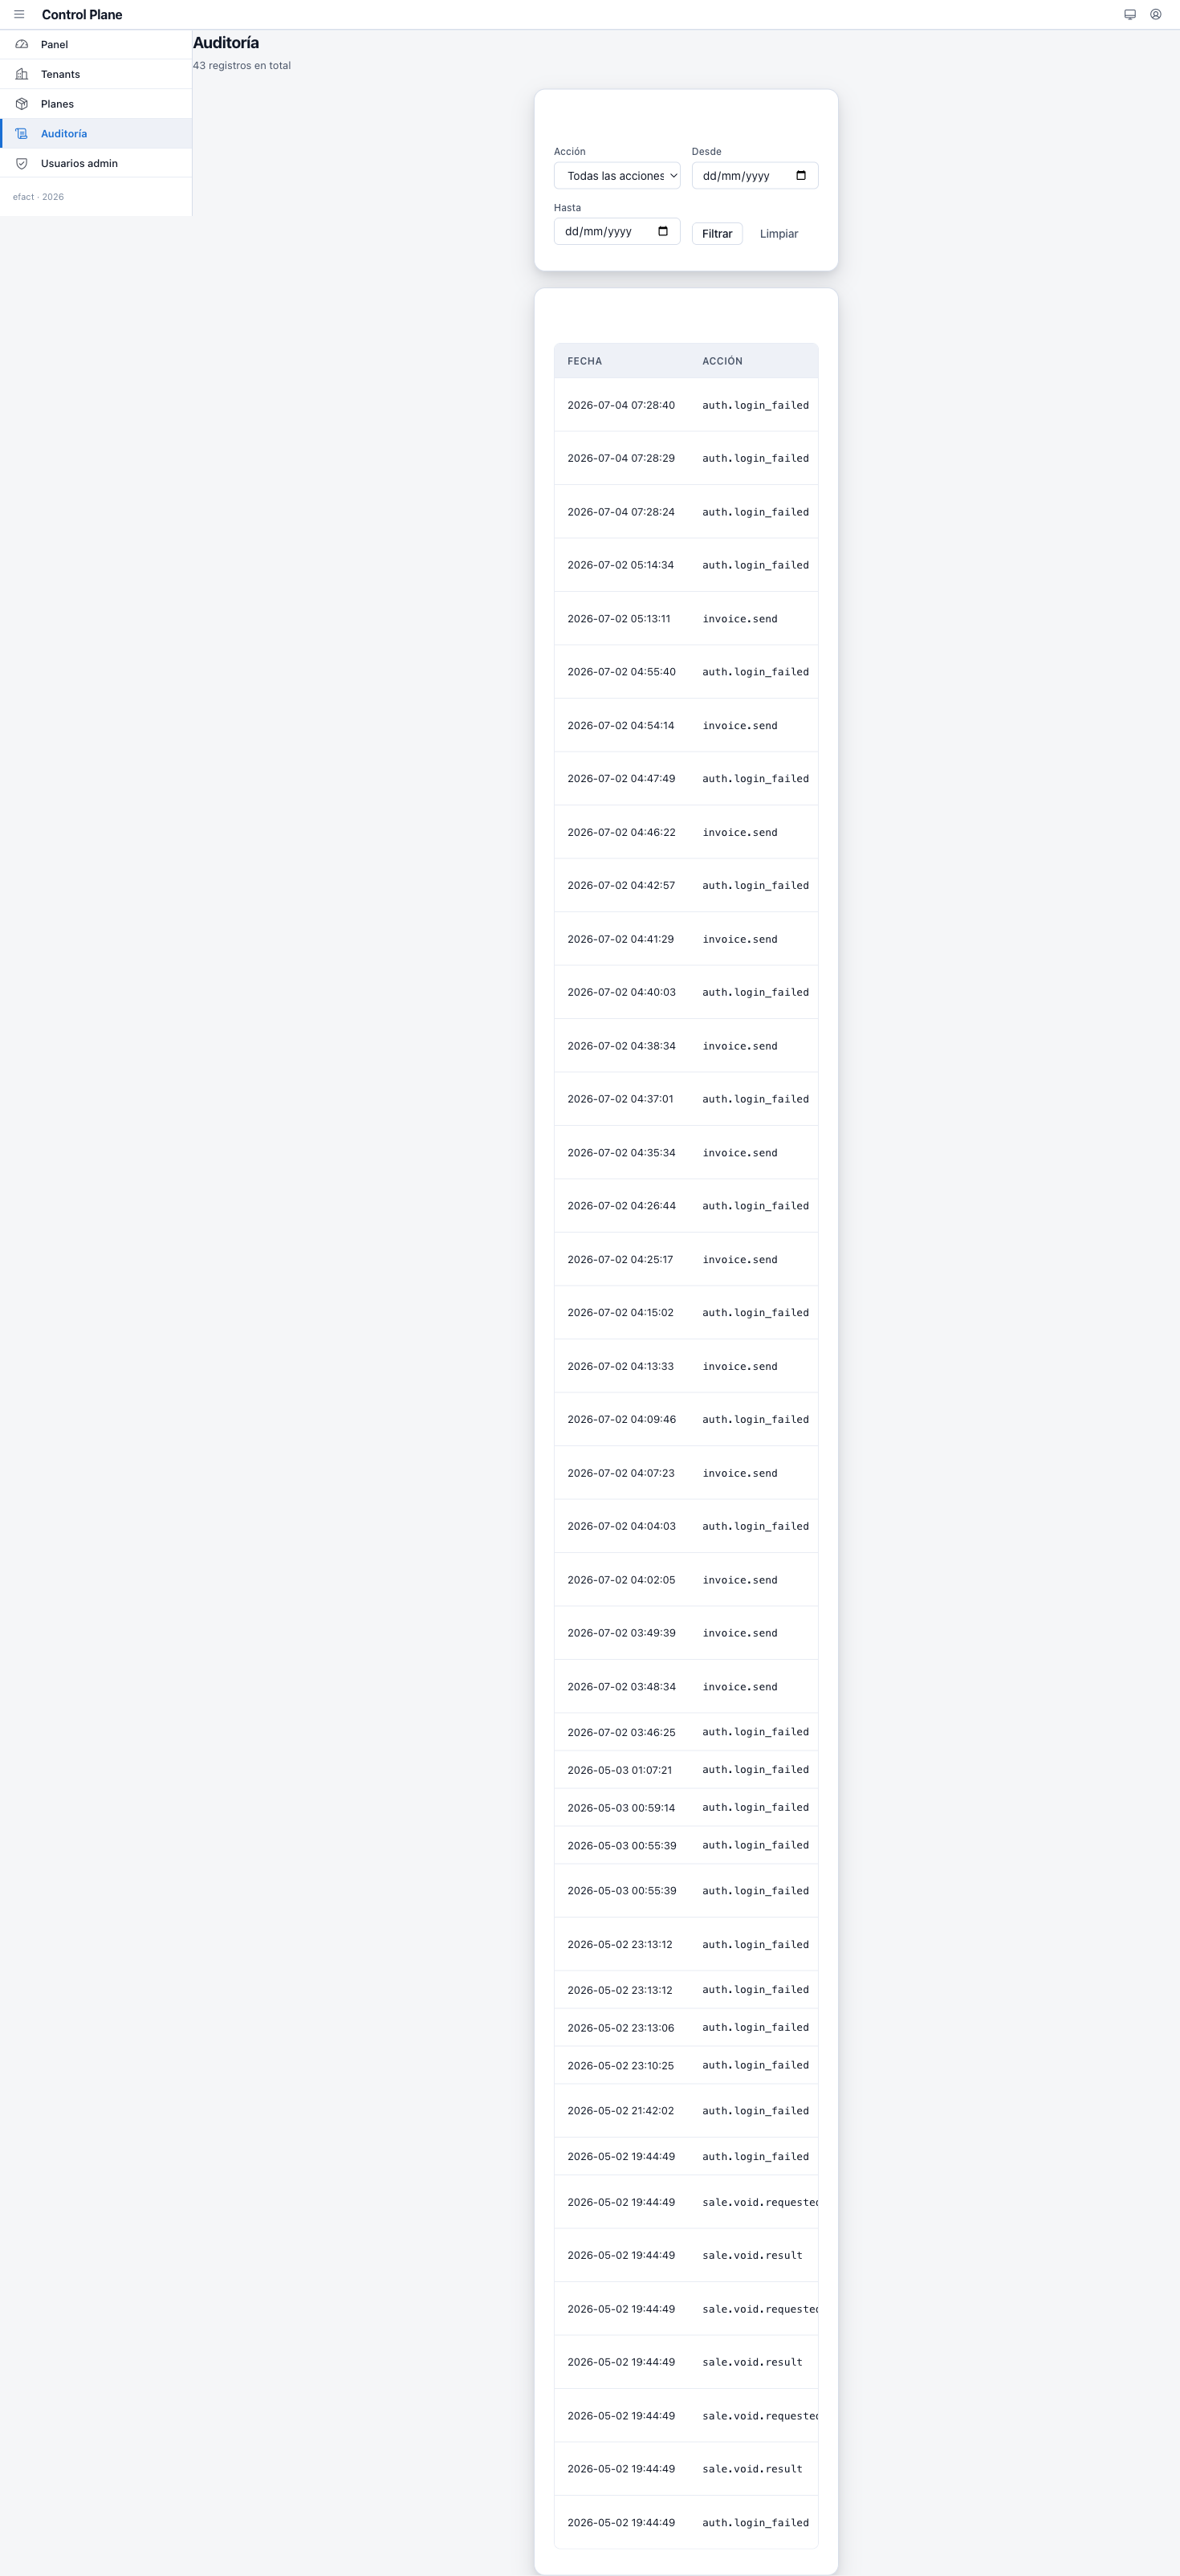 Control Plane
Panel
Tenants
Planes
Auditoría
Usuarios admin
efact · 2026
Auditoría
43 registros en total
Acción Desde
Todas las acciones dd/mm/yyyy
Hasta
dd/mm/yyyy Filtrar Limpiar
FECHA ACCIÓN
2026-07-04 07:28:40 auth.login_failed
2026-07-04 07:28:29 auth.login_failed
2026-07-04 07:28:24 auth.login_failed
2026-07-02 05:14:34 auth.login_failed
2026-07-02 05:13:11 invoice.send
2026-07-02 04:55:40 auth.login_failed
2026-07-02 04:54:14 invoice.send
2026-07-02 04:47:49 auth.login_failed
2026-07-02 04:46:22 invoice.send
2026-07-02 04:42:57 auth.login_failed
2026-07-02 04:41:29 invoice.send
2026-07-02 04:40:03 auth.login_failed
2026-07-02 04:38:34 invoice.send
2026-07-02 04:37:01 auth.login_failed
2026-07-02 04:35:34 invoice.send
2026-07-02 04:26:44 auth.login_failed
2026-07-02 04:25:17 invoice.send
2026-07-02 04:15:02 auth.login_failed
2026-07-02 04:13:33 invoice.send
2026-07-02 04:09:46 auth.login_failed
2026-07-02 04:07:23 invoice.send
2026-07-02 04:04:03 auth.login_failed
2026-07-02 04:02:05 invoice.send
2026-07-02 03:49:39 invoice.send
2026-07-02 03:48:34 invoice.send
2026-07-02 03:46:25 auth.login_failed
2026-05-03 01:07:21 auth.login_failed
2026-05-03 00:59:14 auth.login_failed
2026-05-03 00:55:39 auth.login_failed
2026-05-03 00:55:39 auth.login_failed
2026-05-02 23:13:12 auth.login_failed
2026-05-02 23:13:12 auth.login_failed
2026-05-02 23:13:06 auth.login_failed
2026-05-02 23:10:25 auth.login_failed
2026-05-02 21:42:02 auth.login_failed
2026-05-02 19:44:49 auth.login_failed
2026-05-02 19:44:49 sale.void.requested
2026-05-02 19:44:49 sale.void.result
2026-05-02 19:44:49 sale.void.requested
2026-05-02 19:44:49 sale.void.result
2026-05-02 19:44:49 sale.void.requested
2026-05-02 19:44:49 sale.void.result
2026-05-02 19:44:49 auth.login_failed